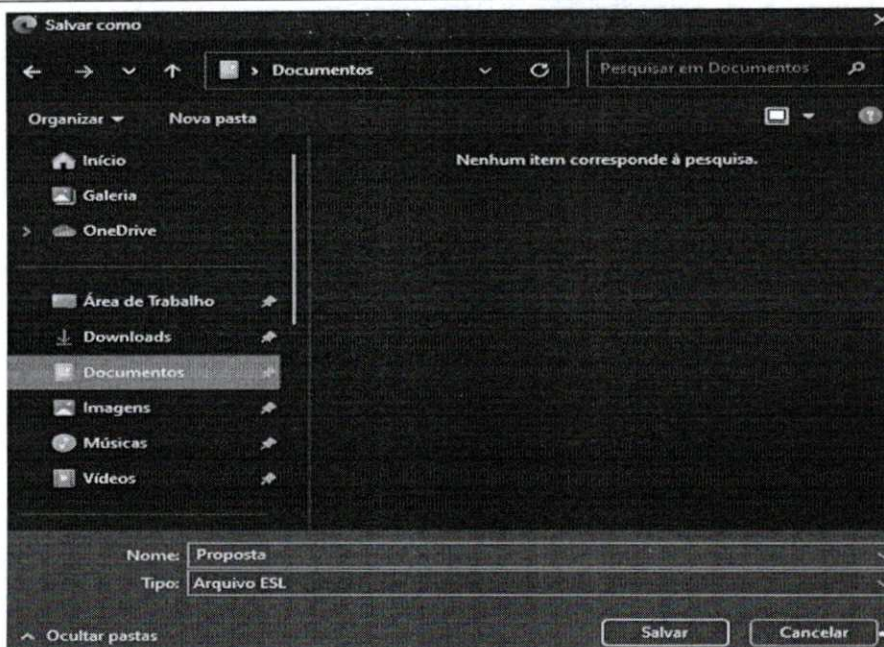 Salvar como
Documentos
Pesquisar em Documentos
Organizar
Nova pasta
Início
Nenhum item corresponde à pesquisa.
Galeria
OneDrive
Área de Trabalho
Downloads
Documentos
Imagens
Músicas
Vídeos
Nome: Proposta
Tipo: Arquivo ESL
Ocultar pastas
Salvar
Cancelar